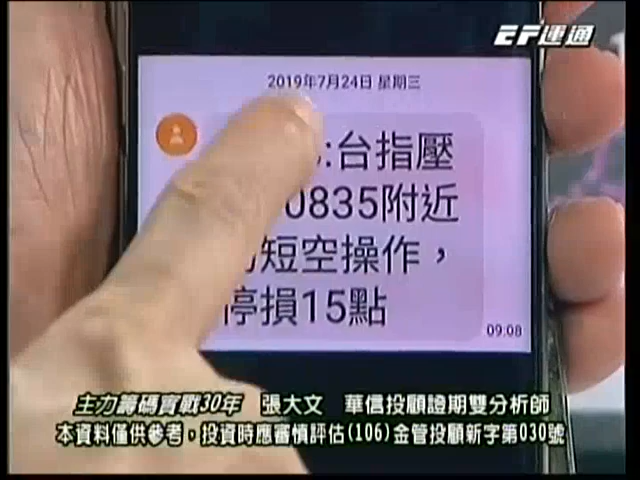 EF運通
2019年7月24日 星期三
:台指壓
0835附近
短空操作，
停損15點
09:08
主力籌碼實戰30年 張大文 華信投顧證期雙分析師
本資料僅供參考，投資時應審慎評估(106)金管投顧新字第030號